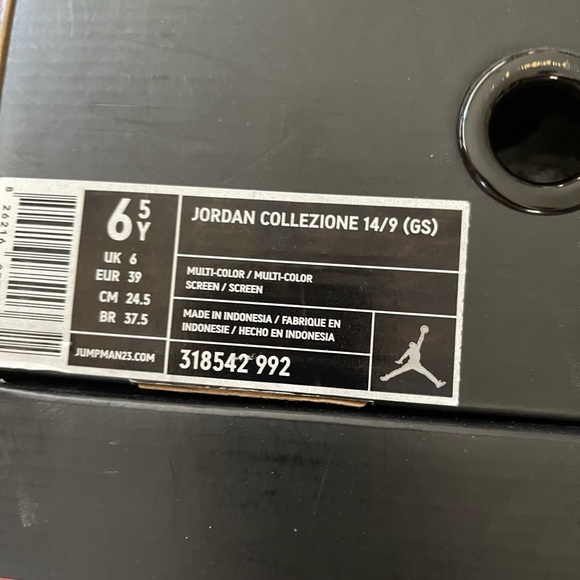 6 5 Y
UK 6
EUR 39
CM 24.5
BR 37.5
JUMPMAN23.COM
JORDAN COLLEZIONE 14/9 (GS)
MULTI-COLOR / MULTI-COLOR
SCREEN / SCREEN
MADE IN INDONESIA / FABRIQUE EN
INDONESIE / HECHO EN INDONESIA
318542 992